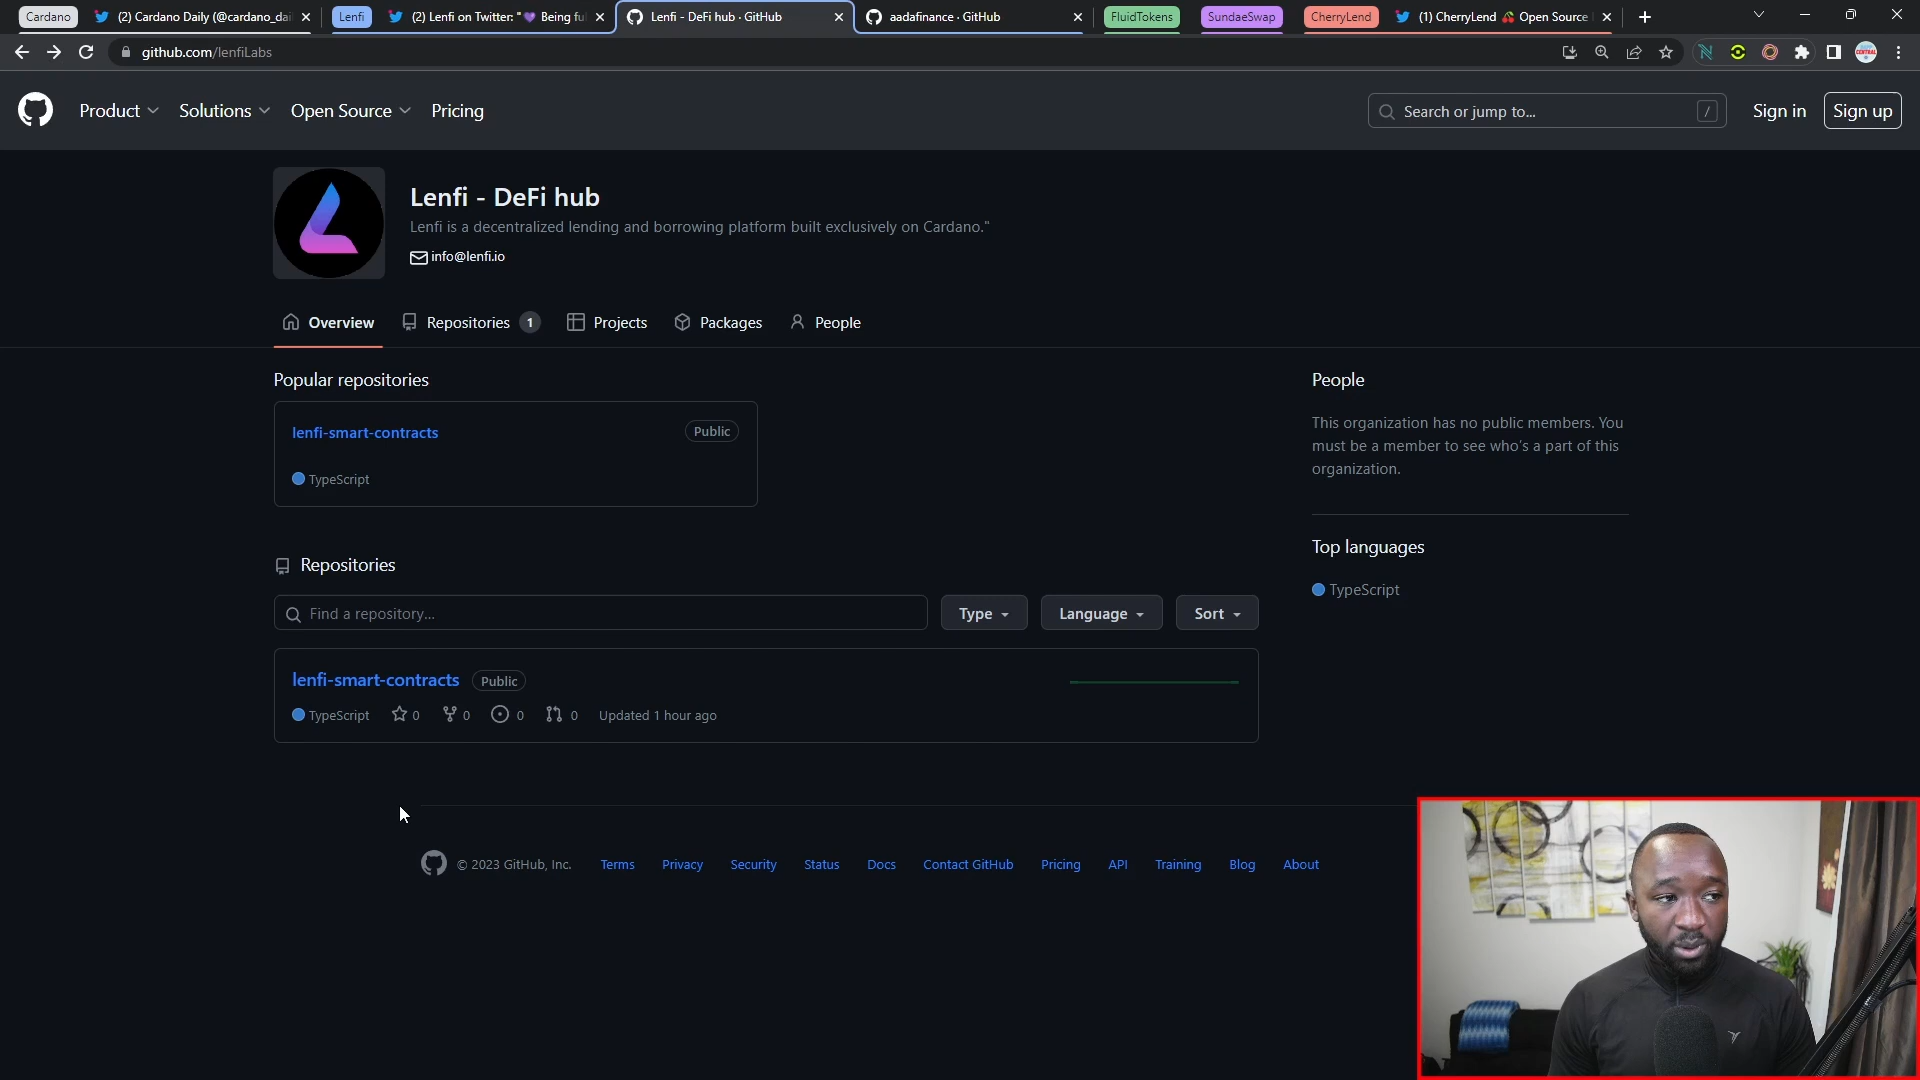 Cardano
(2) Cardano Daily (@cardano_dai
Lenfi
(2) Lenfi on Twitter: "💜 Being fu
Lenfi - DeFi hub · GitHub
aadafinance · GitHub
FluidTokens
SundaeSwap
CherryLend
(1) CherryLend 🍒 Open Source
github.com/lenfiLabs
Product
Solutions
Open Source
Pricing
Search or jump to...
/
Sign in
Sign up
Lenfi - DeFi hub
Lenfi is a decentralized lending and borrowing platform built exclusively on Cardano."
info@lenfi.io
Overview
Repositories 1
Projects
Packages
People
Popular repositories
lenfi-smart-contracts
Public
TypeScript
People
This organization has no public members. You
must be a member to see who's a part of this
organization.
Top languages
TypeScript
Repositories
Find a repository...
Type
Language
Sort
lenfi-smart-contracts
Public
TypeScript
0
0
0
0
Updated 1 hour ago
© 2023 GitHub, Inc.
Terms
Privacy
Security
Status
Docs
Contact GitHub
Pricing
API
Training
Blog
About